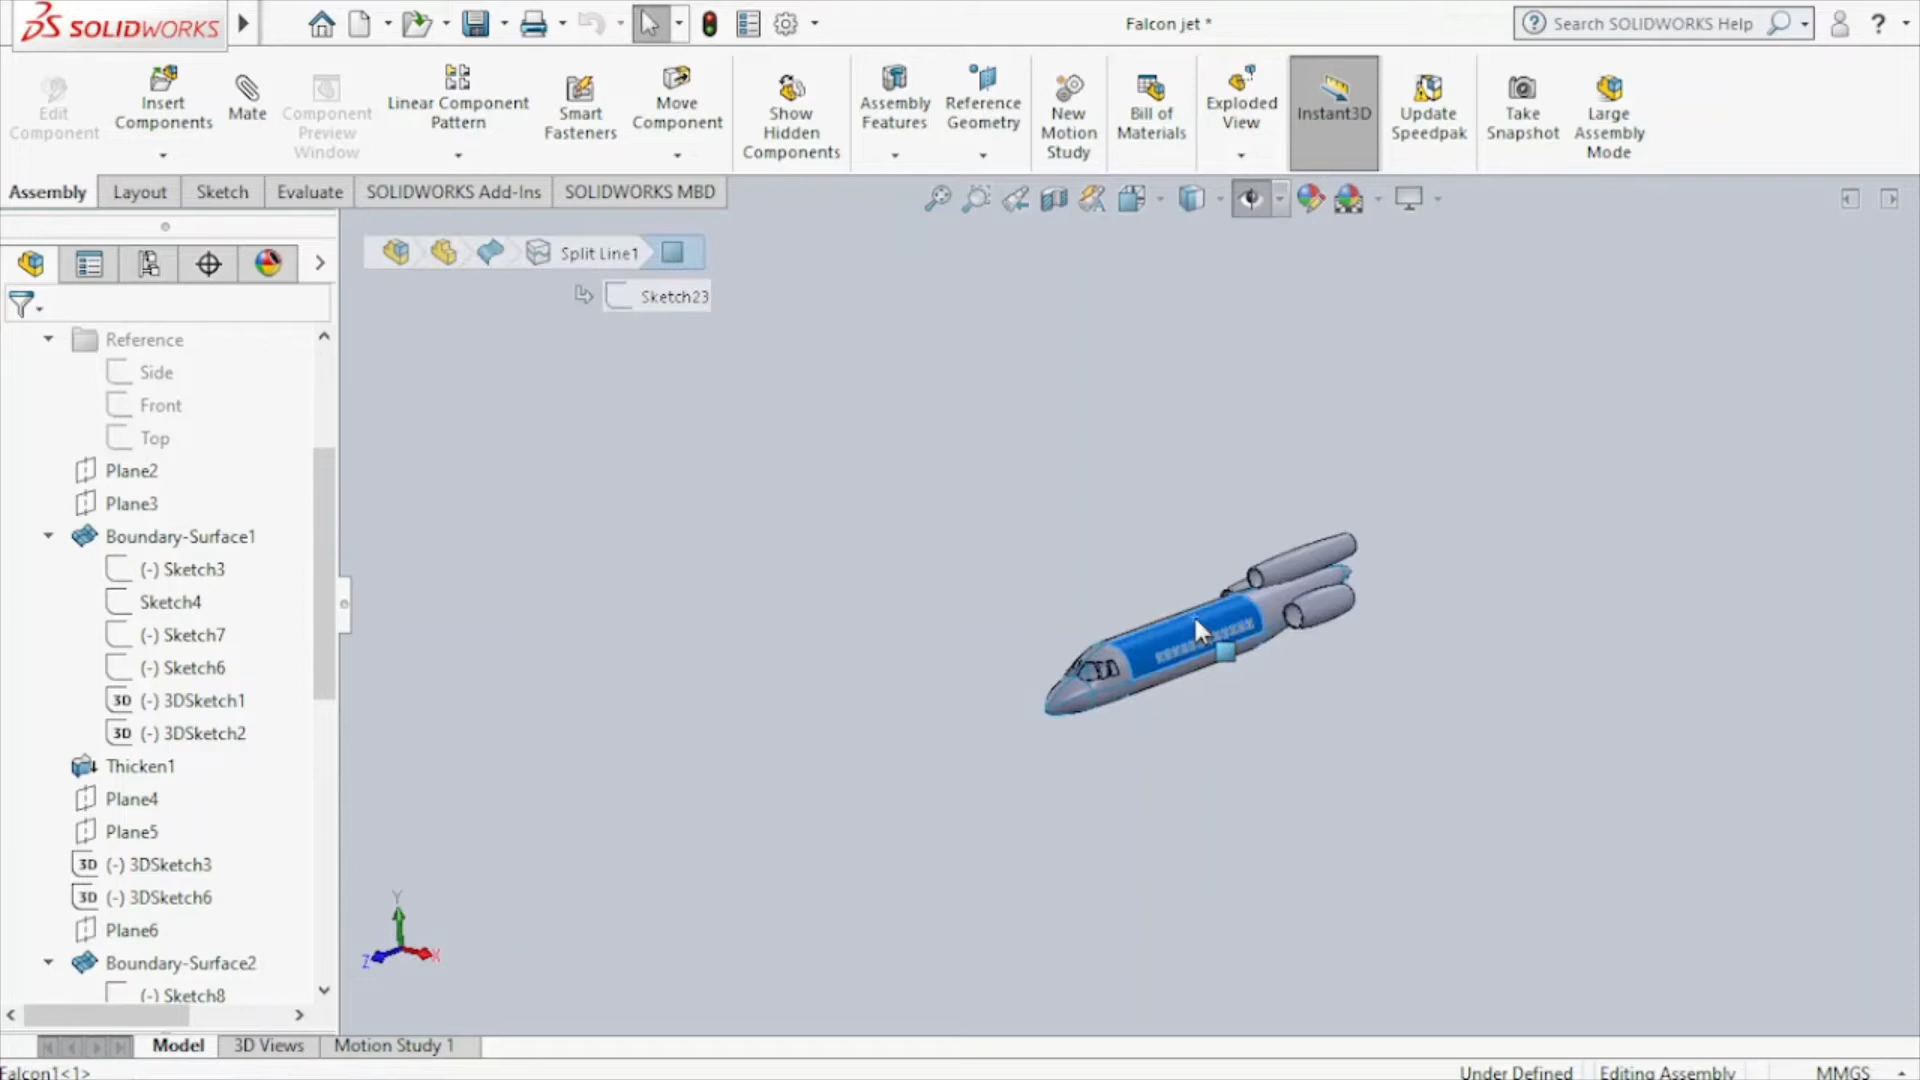 SOLIDWORKS
Falcon jet *
Search SOLIDWORKS Help
?
Edit Component
Insert Components
Mate
Component Preview Window
Linear Component Pattern
Smart Fasteners
Move Component
Show Hidden Components
Assembly Features
Reference Geometry
New Motion Study
Bill of Materials
Exploded View
Instant3D
Update Speedpak
Take Snapshot
Large Assembly Mode
Assembly
Layout
Sketch
Evaluate
SOLIDWORKS Add-Ins
SOLIDWORKS MBD
Split Line1
Sketch23
Reference
Side
Front
Top
Plane2
Plane3
Boundary-Surface1
(-) Sketch3
Sketch4
(-) Sketch7
(-) Sketch6
3D (-) 3DSketch1
3D (-) 3DSketch2
Thicken1
Plane4
Plane5
3D (-) 3DSketch3
3D (-) 3DSketch6
Plane6
Boundary-Surface2
(-) Sketch8
Y
Z
X
Model
3D Views
Motion Study 1
Falcon1<1>
Under Defined
Editing Assembly
MMGS